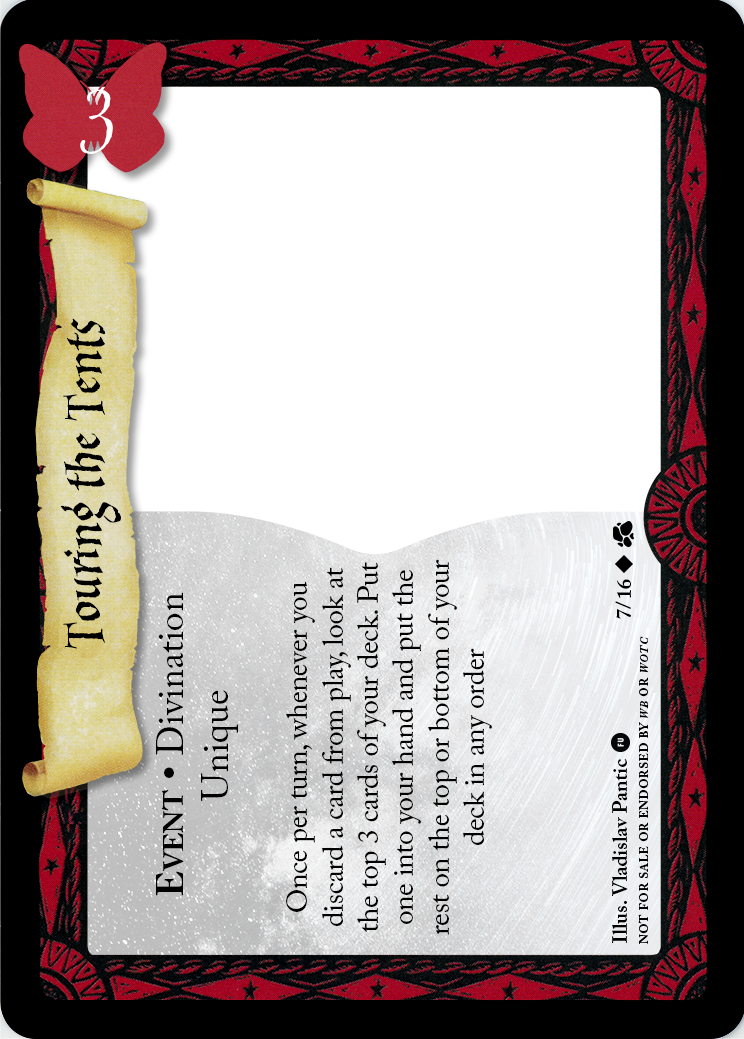 3
Touring the Tents
EVENT • Divination
Unique
Once per turn, whenever you
discard a card from play, look at
the top 3 cards of your deck. Put
one into your hand and put the
rest on the top or bottom of your
deck in any order
7/16
Illus. Vladislav Pantic FU
NOT FOR SALE OR ENDORSED BY WB OR WOTC